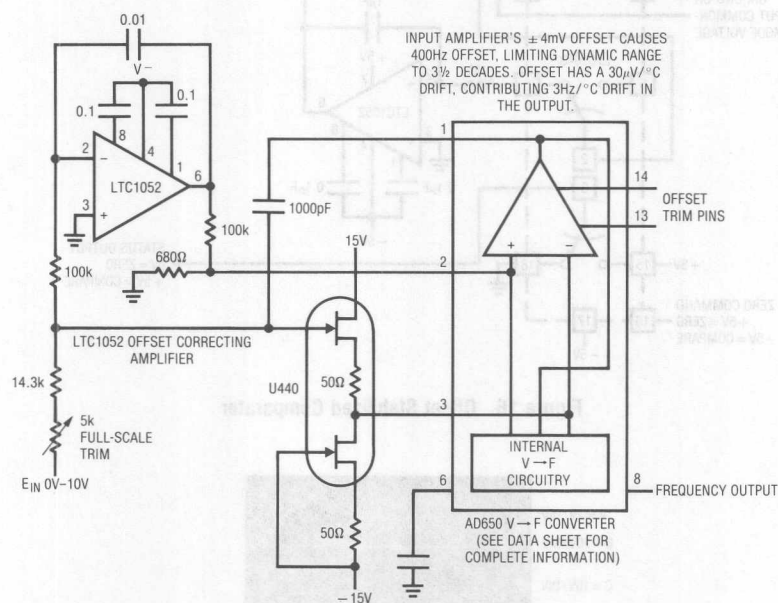 0.01
V−
0.1
0.1
8
4
2
−
LTC1052
1
6
3
+
100k
100k
680Ω
1000pF
LTC1052 OFFSET CORRECTING
AMPLIFIER
14.3k
5k
FULL-SCALE
TRIM
EIN 0V–10V
15V
U440
50Ω
50Ω
−15V
INPUT AMPLIFIER'S ± 4mV OFFSET CAUSES
400Hz OFFSET, LIMITING DYNAMIC RANGE
TO 3½ DECADES. OFFSET HAS A 30μV/°C
DRIFT, CONTRIBUTING 3Hz/°C DRIFT IN
THE OUTPUT.
1
14
OFFSET
TRIM PINS
13
+
−
2
3
INTERNAL
V → F
CIRCUITRY
6
8
FREQUENCY OUTPUT
AD650 V → F CONVERTER
(SEE DATA SHEET FOR
COMPLETE INFORMATION)